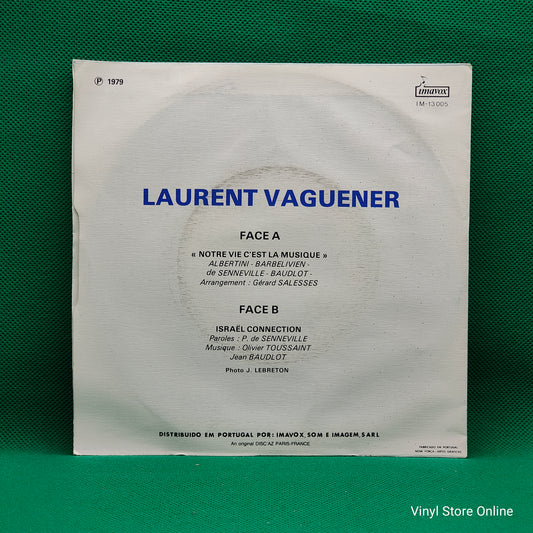 ℗ 1979
imavox
IM-13005
LAURENT VAGUENER
FACE A
« NOTRE VIE C'EST LA MUSIQUE »
ALBERTINI - BARBELIVIEN -
de SENNEVILLE - BAUDLOT -
Arrangement : Gérard SALESSES
FACE B
ISRAËL CONNECTION
Paroles : P. de SENNEVILLE
Musique : Olivier TOUSSAINT
Jean BAUDLOT
Photo J. LEBRETON
DISTRIBUIDO EM PORTUGAL POR: IMAVOX, SOM E IMAGEM, SARL
An original DISC'AZ PARIS-FRANCE
FABRICADO EM PORTUGAL
Vinyl Store Online